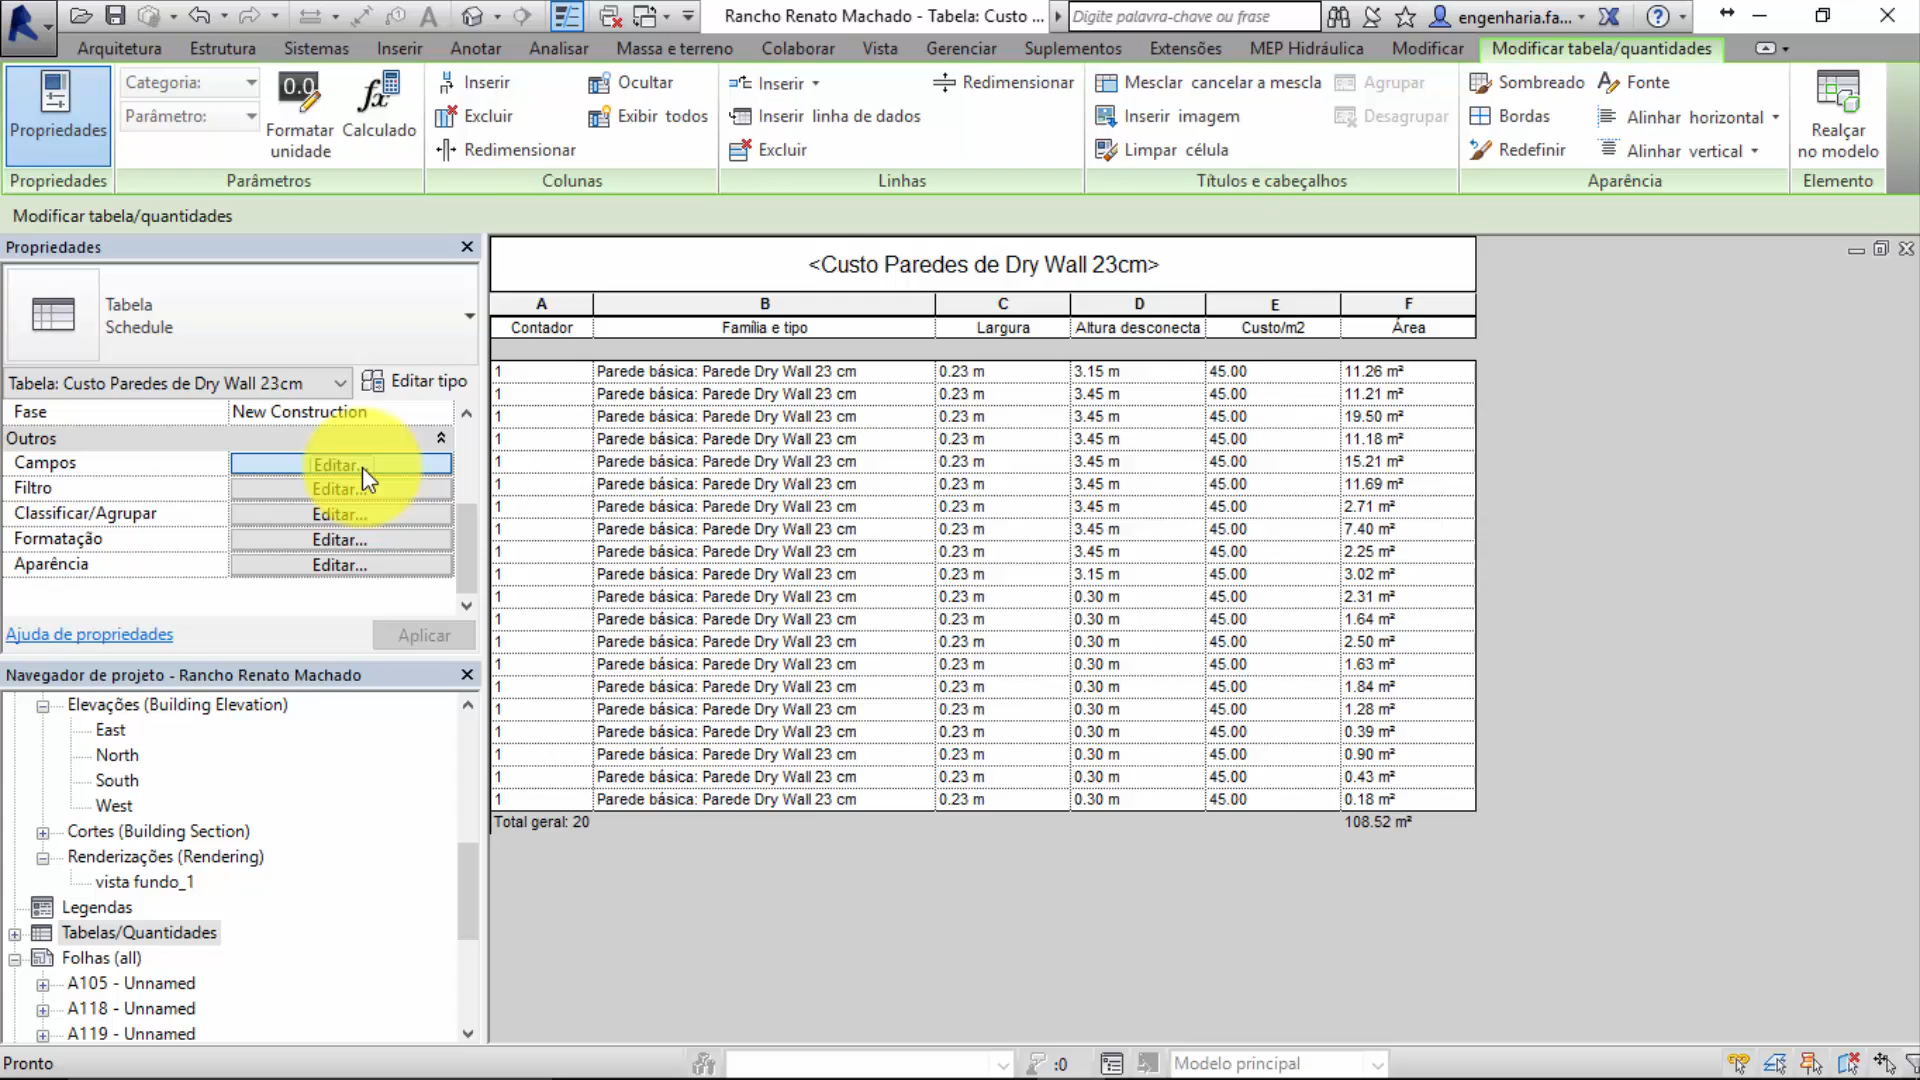 Rancho Renato Machado - Tabela: Custo ...
Digite palavra-chave ou frase
engenharia.fa...
Arquitetura Estrutura Sistemas Inserir Anotar Analisar Massa e terreno Colaborar Vista Gerenciar Suplementos Extensões MEP Hidráulica Modificar Modificar tabela/quantidades
Propriedades
Propriedades
Categoria:
Parâmetro:
0.0
Formatar
unidade
fx
Calculado
Parâmetros
Inserir
Excluir
Redimensionar
Ocultar
Exibir todos
Colunas
Inserir
Inserir linha de dados
Excluir
Redimensionar
Linhas
Mesclar cancelar a mescla
Inserir imagem
Limpar célula
Agrupar
Desagrupar
Títulos e cabeçalhos
Sombreado
Bordas
Redefinir
Fonte
Alinhar horizontal
Alinhar vertical
Aparência
Realçar
no modelo
Elemento
Modificar tabela/quantidades
Propriedades
Tabela
Schedule
Tabela: Custo Paredes de Dry Wall 23cm
Editar tipo
Fase New Construction
Outros
Campos Editar...
Filtro Editar...
Classificar/Agrupar Editar...
Formatação Editar...
Aparência Editar...
Ajuda de propriedades
Aplicar
Navegador de projeto - Rancho Renato Machado
Elevações (Building Elevation)
East
North
South
West
Cortes (Building Section)
Renderizações (Rendering)
vista fundo_1
Legendas
Tabelas/Quantidades
Folhas (all)
A105 - Unnamed
A118 - Unnamed
A119 - Unnamed
<Custo Paredes de Dry Wall 23cm>
A B C D E F
Contador Família e tipo Largura Altura desconecta Custo/m2 Área
1 Parede básica: Parede Dry Wall 23 cm 0.23 m 3.15 m 45.00 11.26 m²
1 Parede básica: Parede Dry Wall 23 cm 0.23 m 3.45 m 45.00 11.21 m²
1 Parede básica: Parede Dry Wall 23 cm 0.23 m 3.45 m 45.00 19.50 m²
1 Parede básica: Parede Dry Wall 23 cm 0.23 m 3.45 m 45.00 11.18 m²
1 Parede básica: Parede Dry Wall 23 cm 0.23 m 3.45 m 45.00 15.21 m²
1 Parede básica: Parede Dry Wall 23 cm 0.23 m 3.45 m 45.00 11.69 m²
1 Parede básica: Parede Dry Wall 23 cm 0.23 m 3.45 m 45.00 2.71 m²
1 Parede básica: Parede Dry Wall 23 cm 0.23 m 3.45 m 45.00 7.40 m²
1 Parede básica: Parede Dry Wall 23 cm 0.23 m 3.45 m 45.00 2.25 m²
1 Parede básica: Parede Dry Wall 23 cm 0.23 m 3.15 m 45.00 3.02 m²
1 Parede básica: Parede Dry Wall 23 cm 0.23 m 0.30 m 45.00 2.31 m²
1 Parede básica: Parede Dry Wall 23 cm 0.23 m 0.30 m 45.00 1.64 m²
1 Parede básica: Parede Dry Wall 23 cm 0.23 m 0.30 m 45.00 2.50 m²
1 Parede básica: Parede Dry Wall 23 cm 0.23 m 0.30 m 45.00 1.63 m²
1 Parede básica: Parede Dry Wall 23 cm 0.23 m 0.30 m 45.00 1.84 m²
1 Parede básica: Parede Dry Wall 23 cm 0.23 m 0.30 m 45.00 1.28 m²
1 Parede básica: Parede Dry Wall 23 cm 0.23 m 0.30 m 45.00 0.39 m²
1 Parede básica: Parede Dry Wall 23 cm 0.23 m 0.30 m 45.00 0.90 m²
1 Parede básica: Parede Dry Wall 23 cm 0.23 m 0.30 m 45.00 0.43 m²
1 Parede básica: Parede Dry Wall 23 cm 0.23 m 0.30 m 45.00 0.18 m²
Total geral: 20 108.52 m²
Pronto
:0
Modelo principal